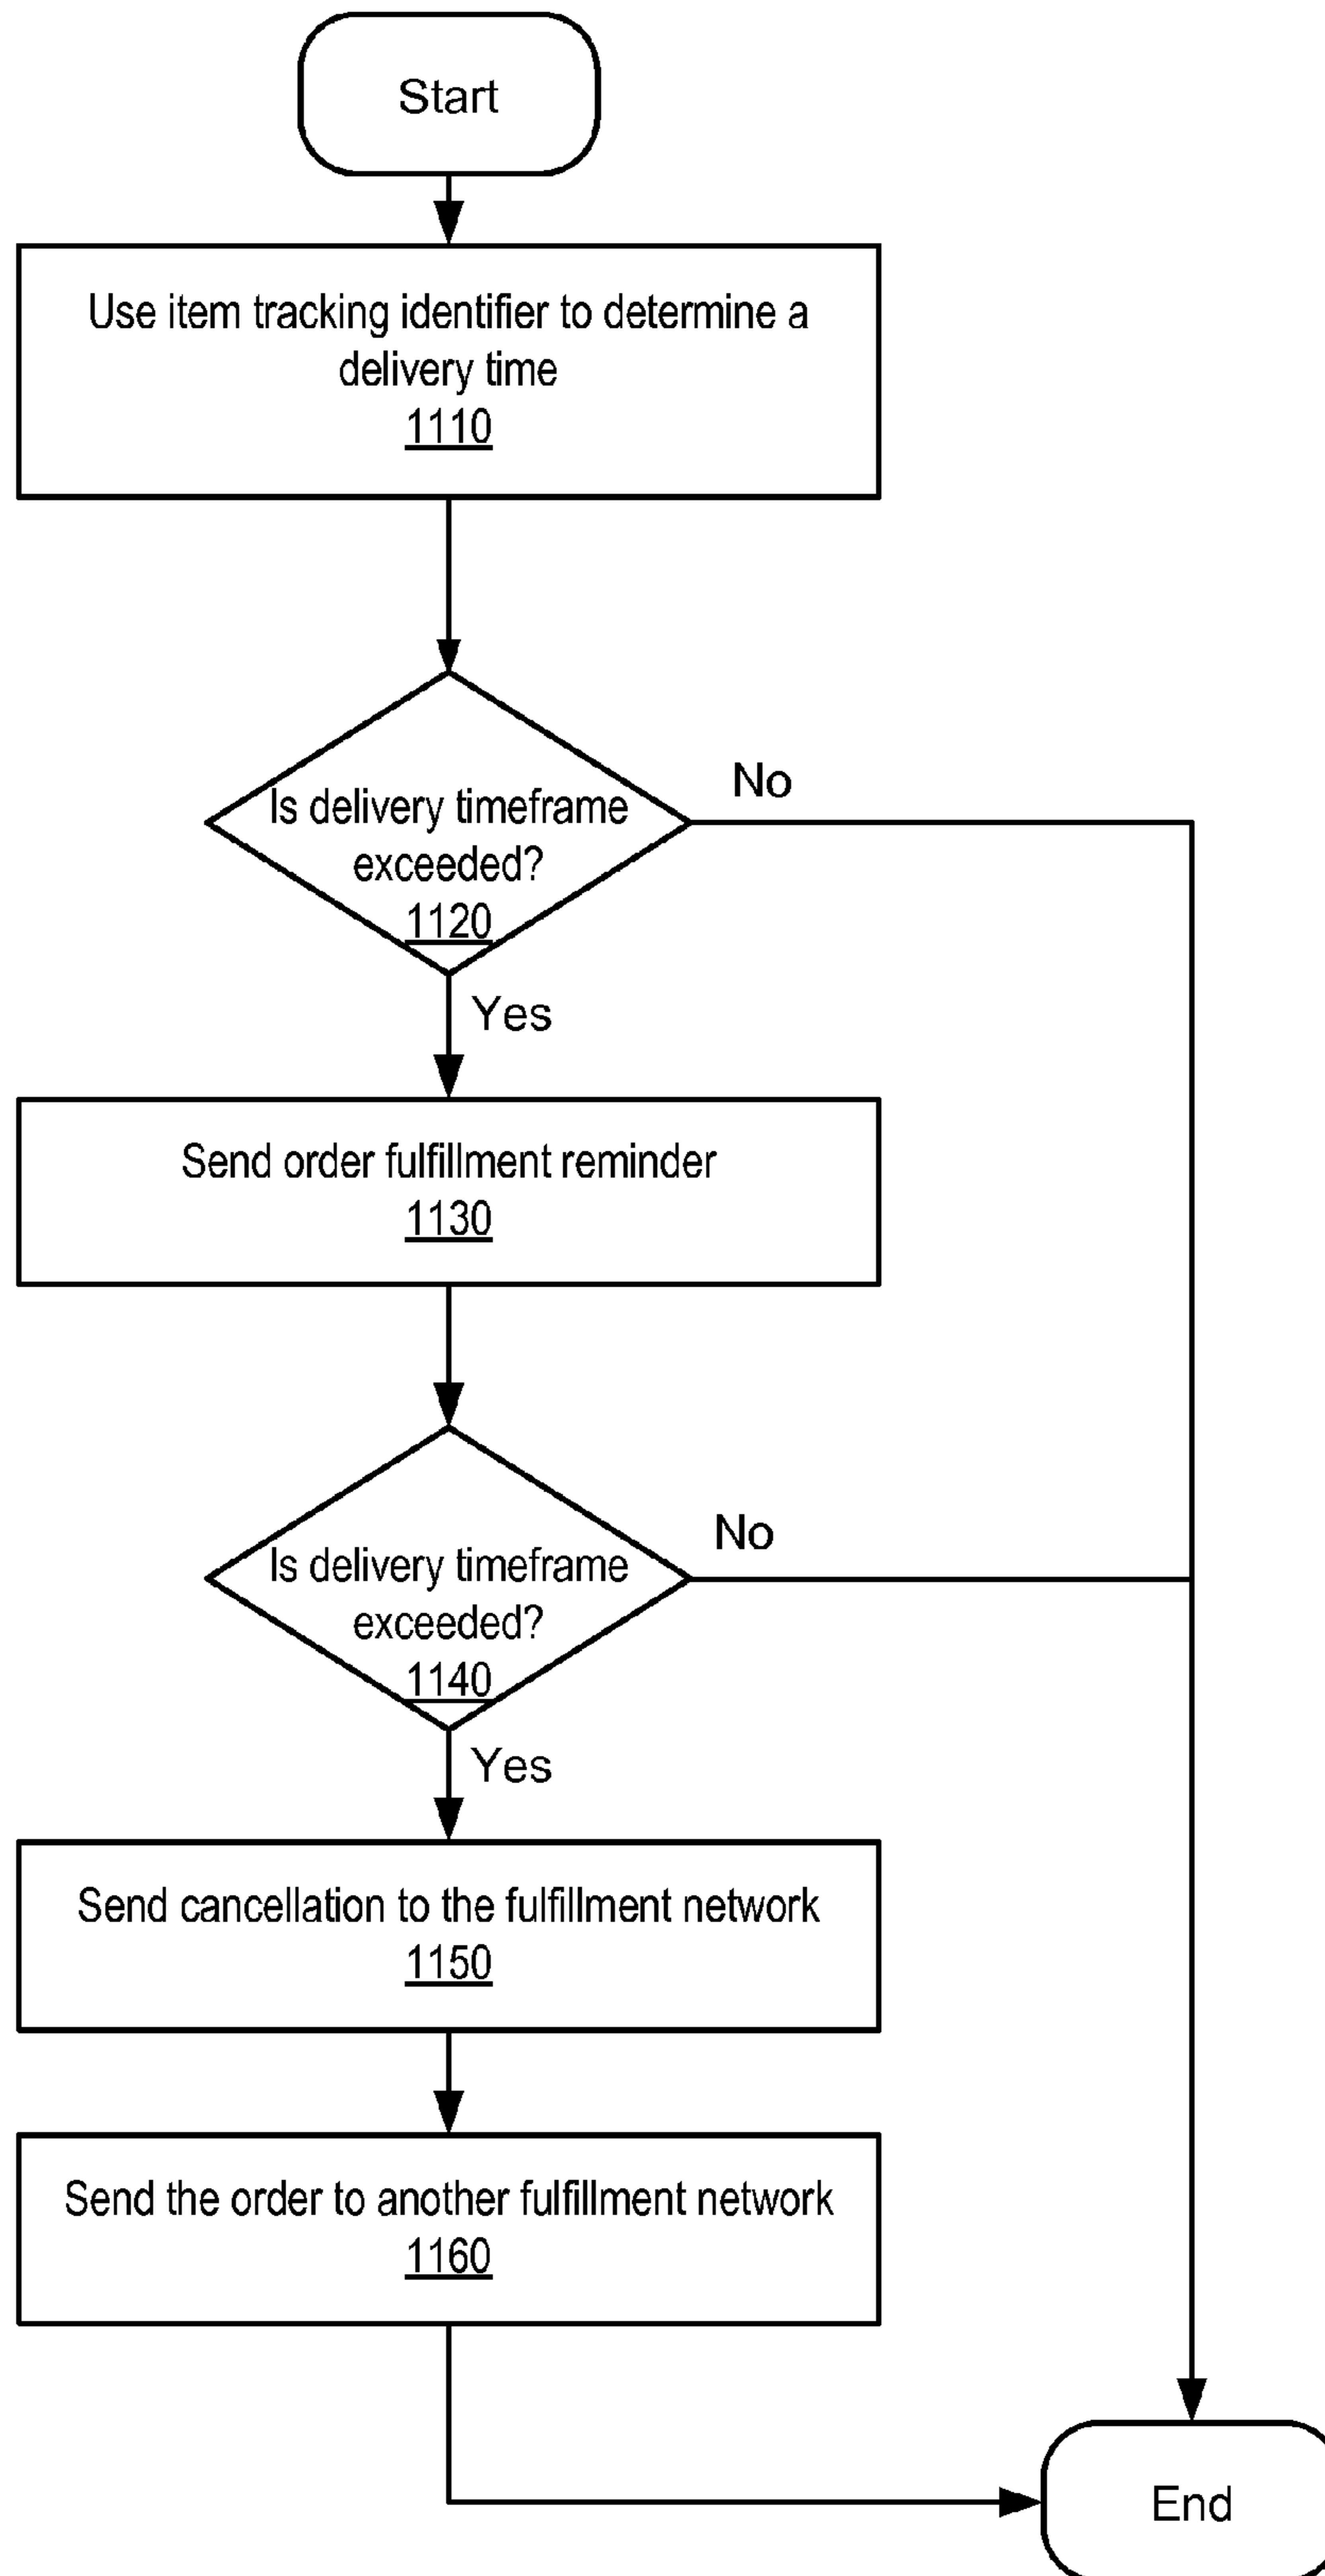 Start
Use item tracking identifier to determine a
delivery time
1110
Is delivery timeframe
exceeded?
1120
No
Yes
Send order fulfillment reminder
1130
Is delivery timeframe
exceeded?
1140
No
Yes
Send cancellation to the fulfillment network
1150
Send the order to another fulfillment network
1160
End